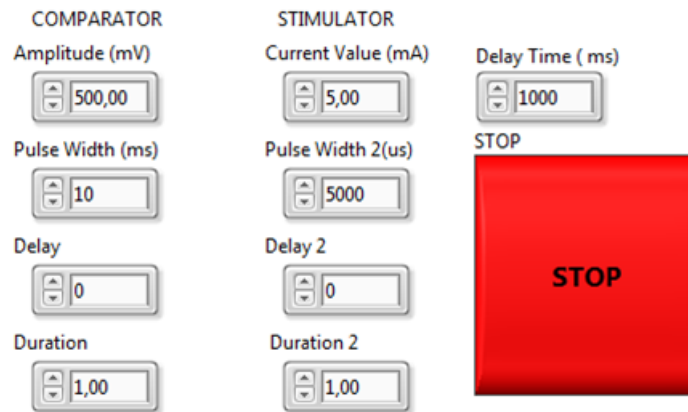 COMPARATOR STIMULATOR
Amplitude (mV) Current Value (mA) Delay Time ( ms)
500,00 5,00 1000
Pulse Width (ms) Pulse Width 2(us) STOP
10 5000
Delay Delay 2
0 0 STOP
Duration Duration 2
1,00 1,00